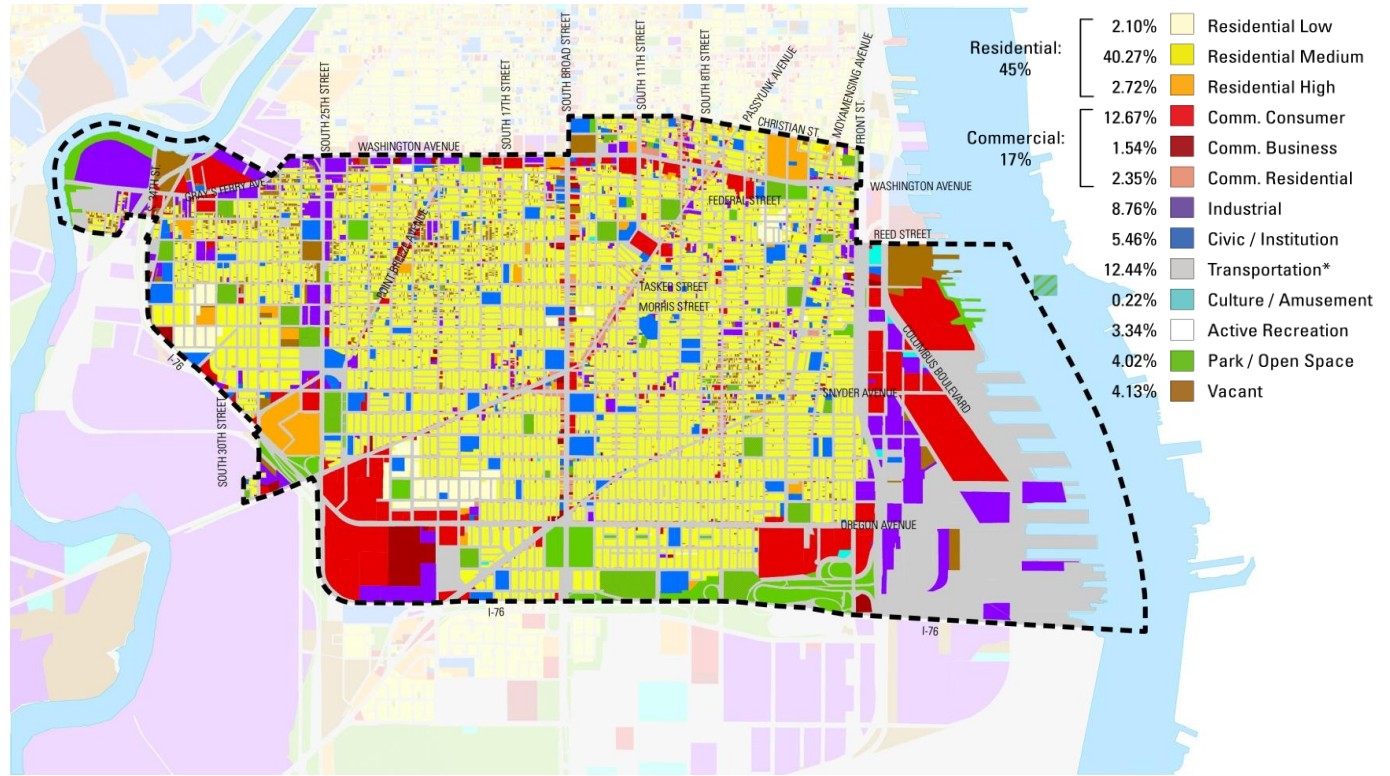 SOUTH 25TH STREET
SOUTH 17TH STREET
SOUTH BROAD STREET
SOUTH 11TH STREET
SOUTH 8TH STREET
PASSYUNK AVENUE
MOYAMENSING AVENUE
FRONT ST.
CHRISTIAN ST.
WASHINGTON AVENUE
WASHINGTON AVENUE
S. 34TH ST.
GRAY'S FERRY AVE.
FEDERAL STREET
REED STREET
POINT BREEZE AVENUE
TASKER STREET
MORRIS STREET
I-76
COLUMBUS BOULEVARD
SNYDER AVENUE
SOUTH 30TH STREET
OREGON AVENUE
I-76
I-76
Residential:
45%
Commercial:
17%
2.10% Residential Low
40.27% Residential Medium
2.72% Residential High
12.67% Comm. Consumer
1.54% Comm. Business
2.35% Comm. Residential
8.76% Industrial
5.46% Civic / Institution
12.44% Transportation*
0.22% Culture / Amusement
3.34% Active Recreation
4.02% Park / Open Space
4.13% Vacant